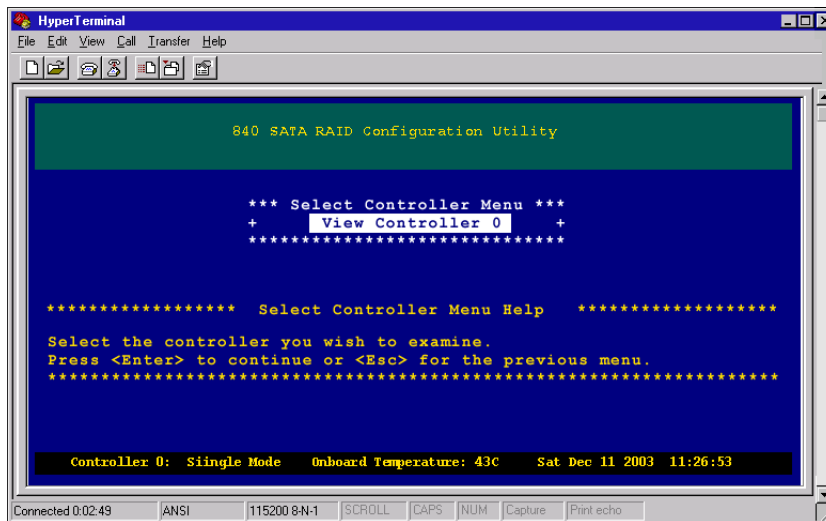 HyperTerminal
File Edit View Call Transfer Help
840 SATA RAID Configuration Utility
*** Select Controller Menu ***
+ View Controller 0 +
******************************
****************** Select Controller Menu Help *******************
Select the controller you wish to examine.
Press <Enter> to continue or <Esc> for the previous menu.
*********************************************************************
Controller 0: Siingle Mode Onboard Temperature: 43C Sat Dec 11 2003 11:26:53
Connected 0:02:49 ANSI 115200 8-N-1 SCROLL CAPS NUM Capture Print echo